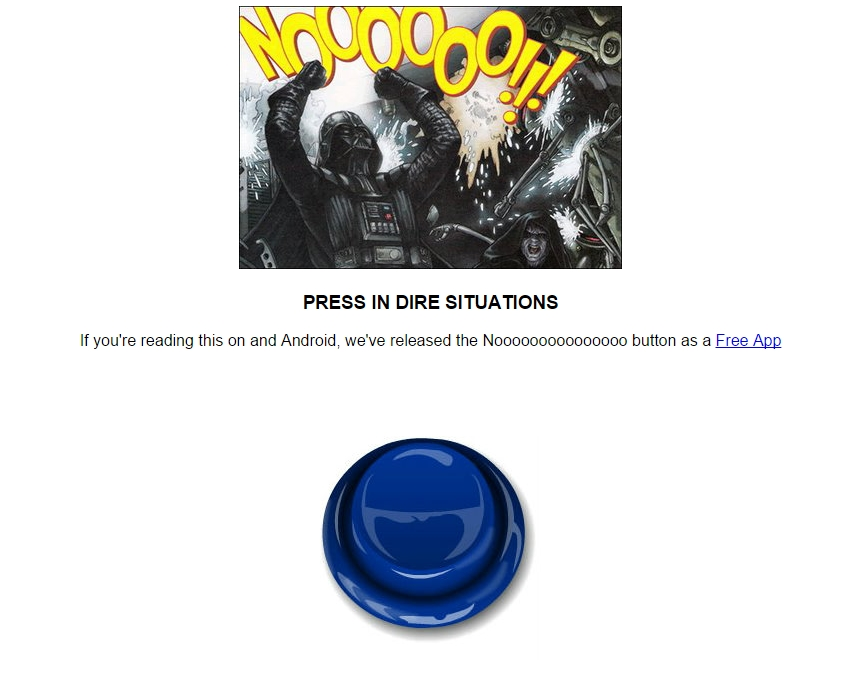 NOOOOOOO!!!
PRESS IN DIRE SITUATIONS
If you're reading this on and Android, we've released the Nooooooooooooooo button as a Free App